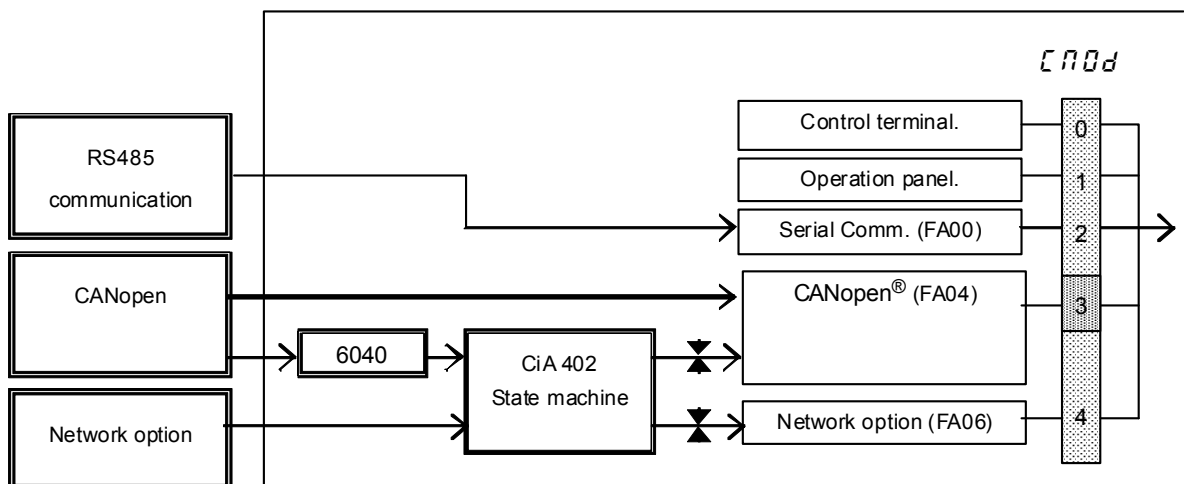 CMOd
RS485
communication
CANopen
Network option
6040
CiA 402
State machine
Control terminal.
Operation panel.
Serial Comm. (FA00)
CANopen® (FA04)
Network option (FA06)
0
1
2
3
4